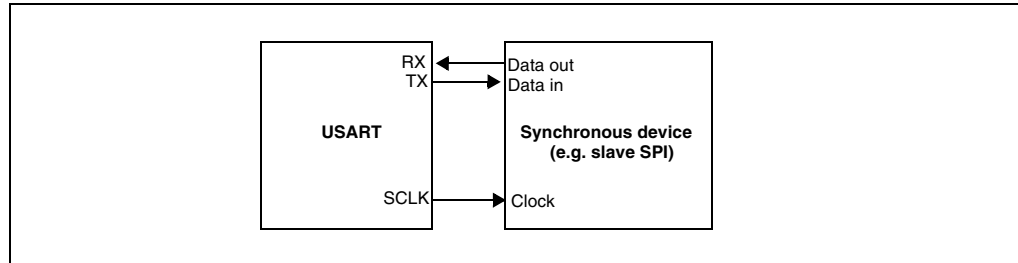 RX
TX
USART
SCLK
Data out
Data in
Synchronous device
(e.g. slave SPI)
Clock